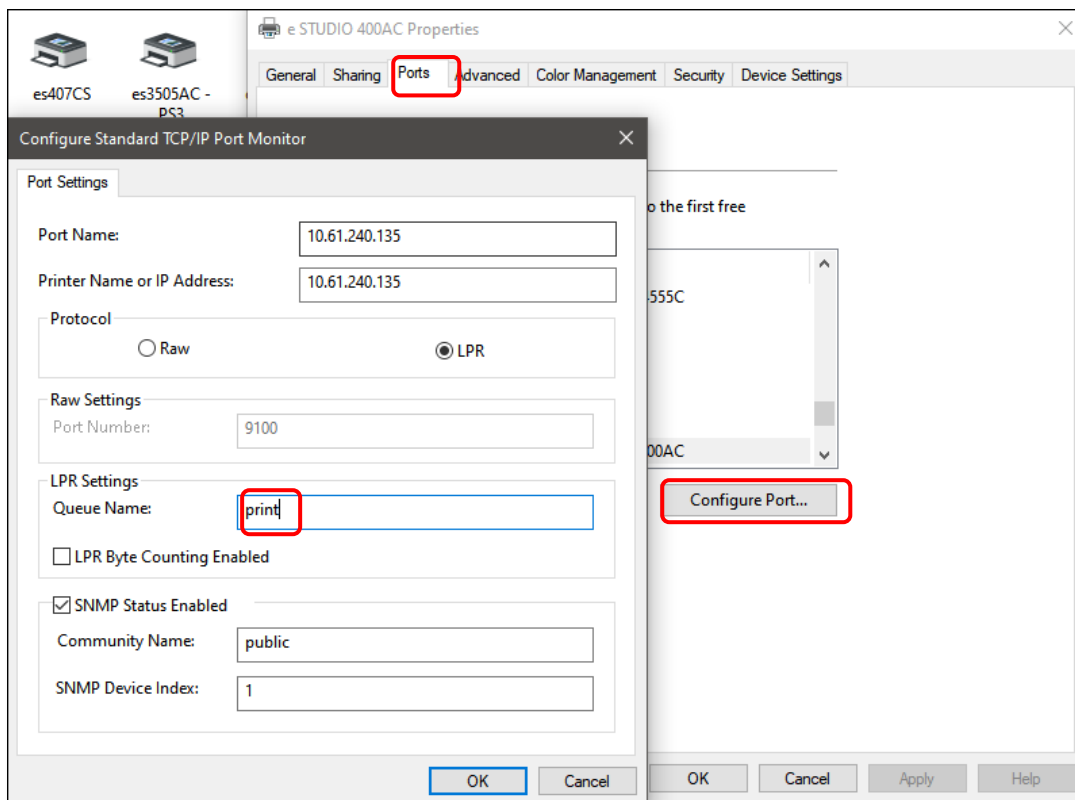 e STUDIO 400AC Properties
General Sharing Ports Advanced Color Management Security Device Settings
es407CS
es3505AC -
PS3
Configure Standard TCP/IP Port Monitor
Port Settings
Port Name: 10.61.240.135
Printer Name or IP Address: 10.61.240.135
Protocol
Raw LPR
Raw Settings
Port Number: 9100
LPR Settings
Queue Name: print
LPR Byte Counting Enabled
SNMP Status Enabled
Community Name: public
SNMP Device Index: 1
OK Cancel
o the first free
555C
00AC
Configure Port...
OK Cancel Apply Help